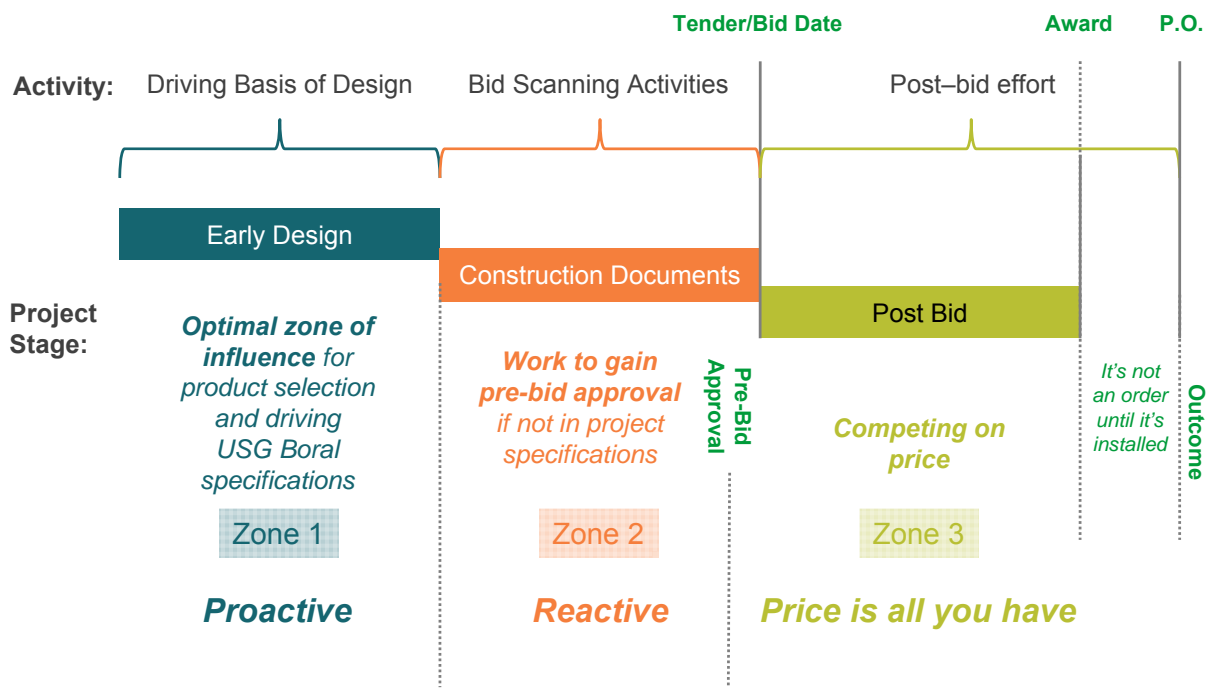 Tender/Bid Date
Award
P.O.
Activity:
Driving Basis of Design
Bid Scanning Activities
Post–bid effort
Early Design
Construction Documents
Post Bid
Project
Stage:
Optimal zone of
influence for
product selection
and driving
USG Boral
specifications
Work to gain
pre-bid approval
if not in project
specifications
Pre-Bid
Approval
Competing on
price
It's not
an order
until it's
installed
Outcome
Zone 1
Zone 2
Zone 3
Proactive
Reactive
Price is all you have